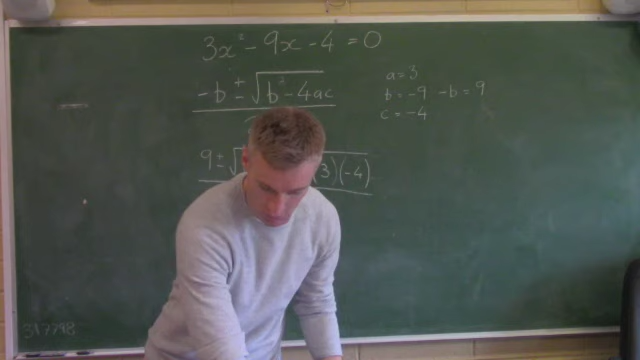 3x² - 9x - 4 = 0
-b ± √b² - 4ac
a = 3
b = -9 -b = 9
c = -4
9 ± √ 3)(-4)